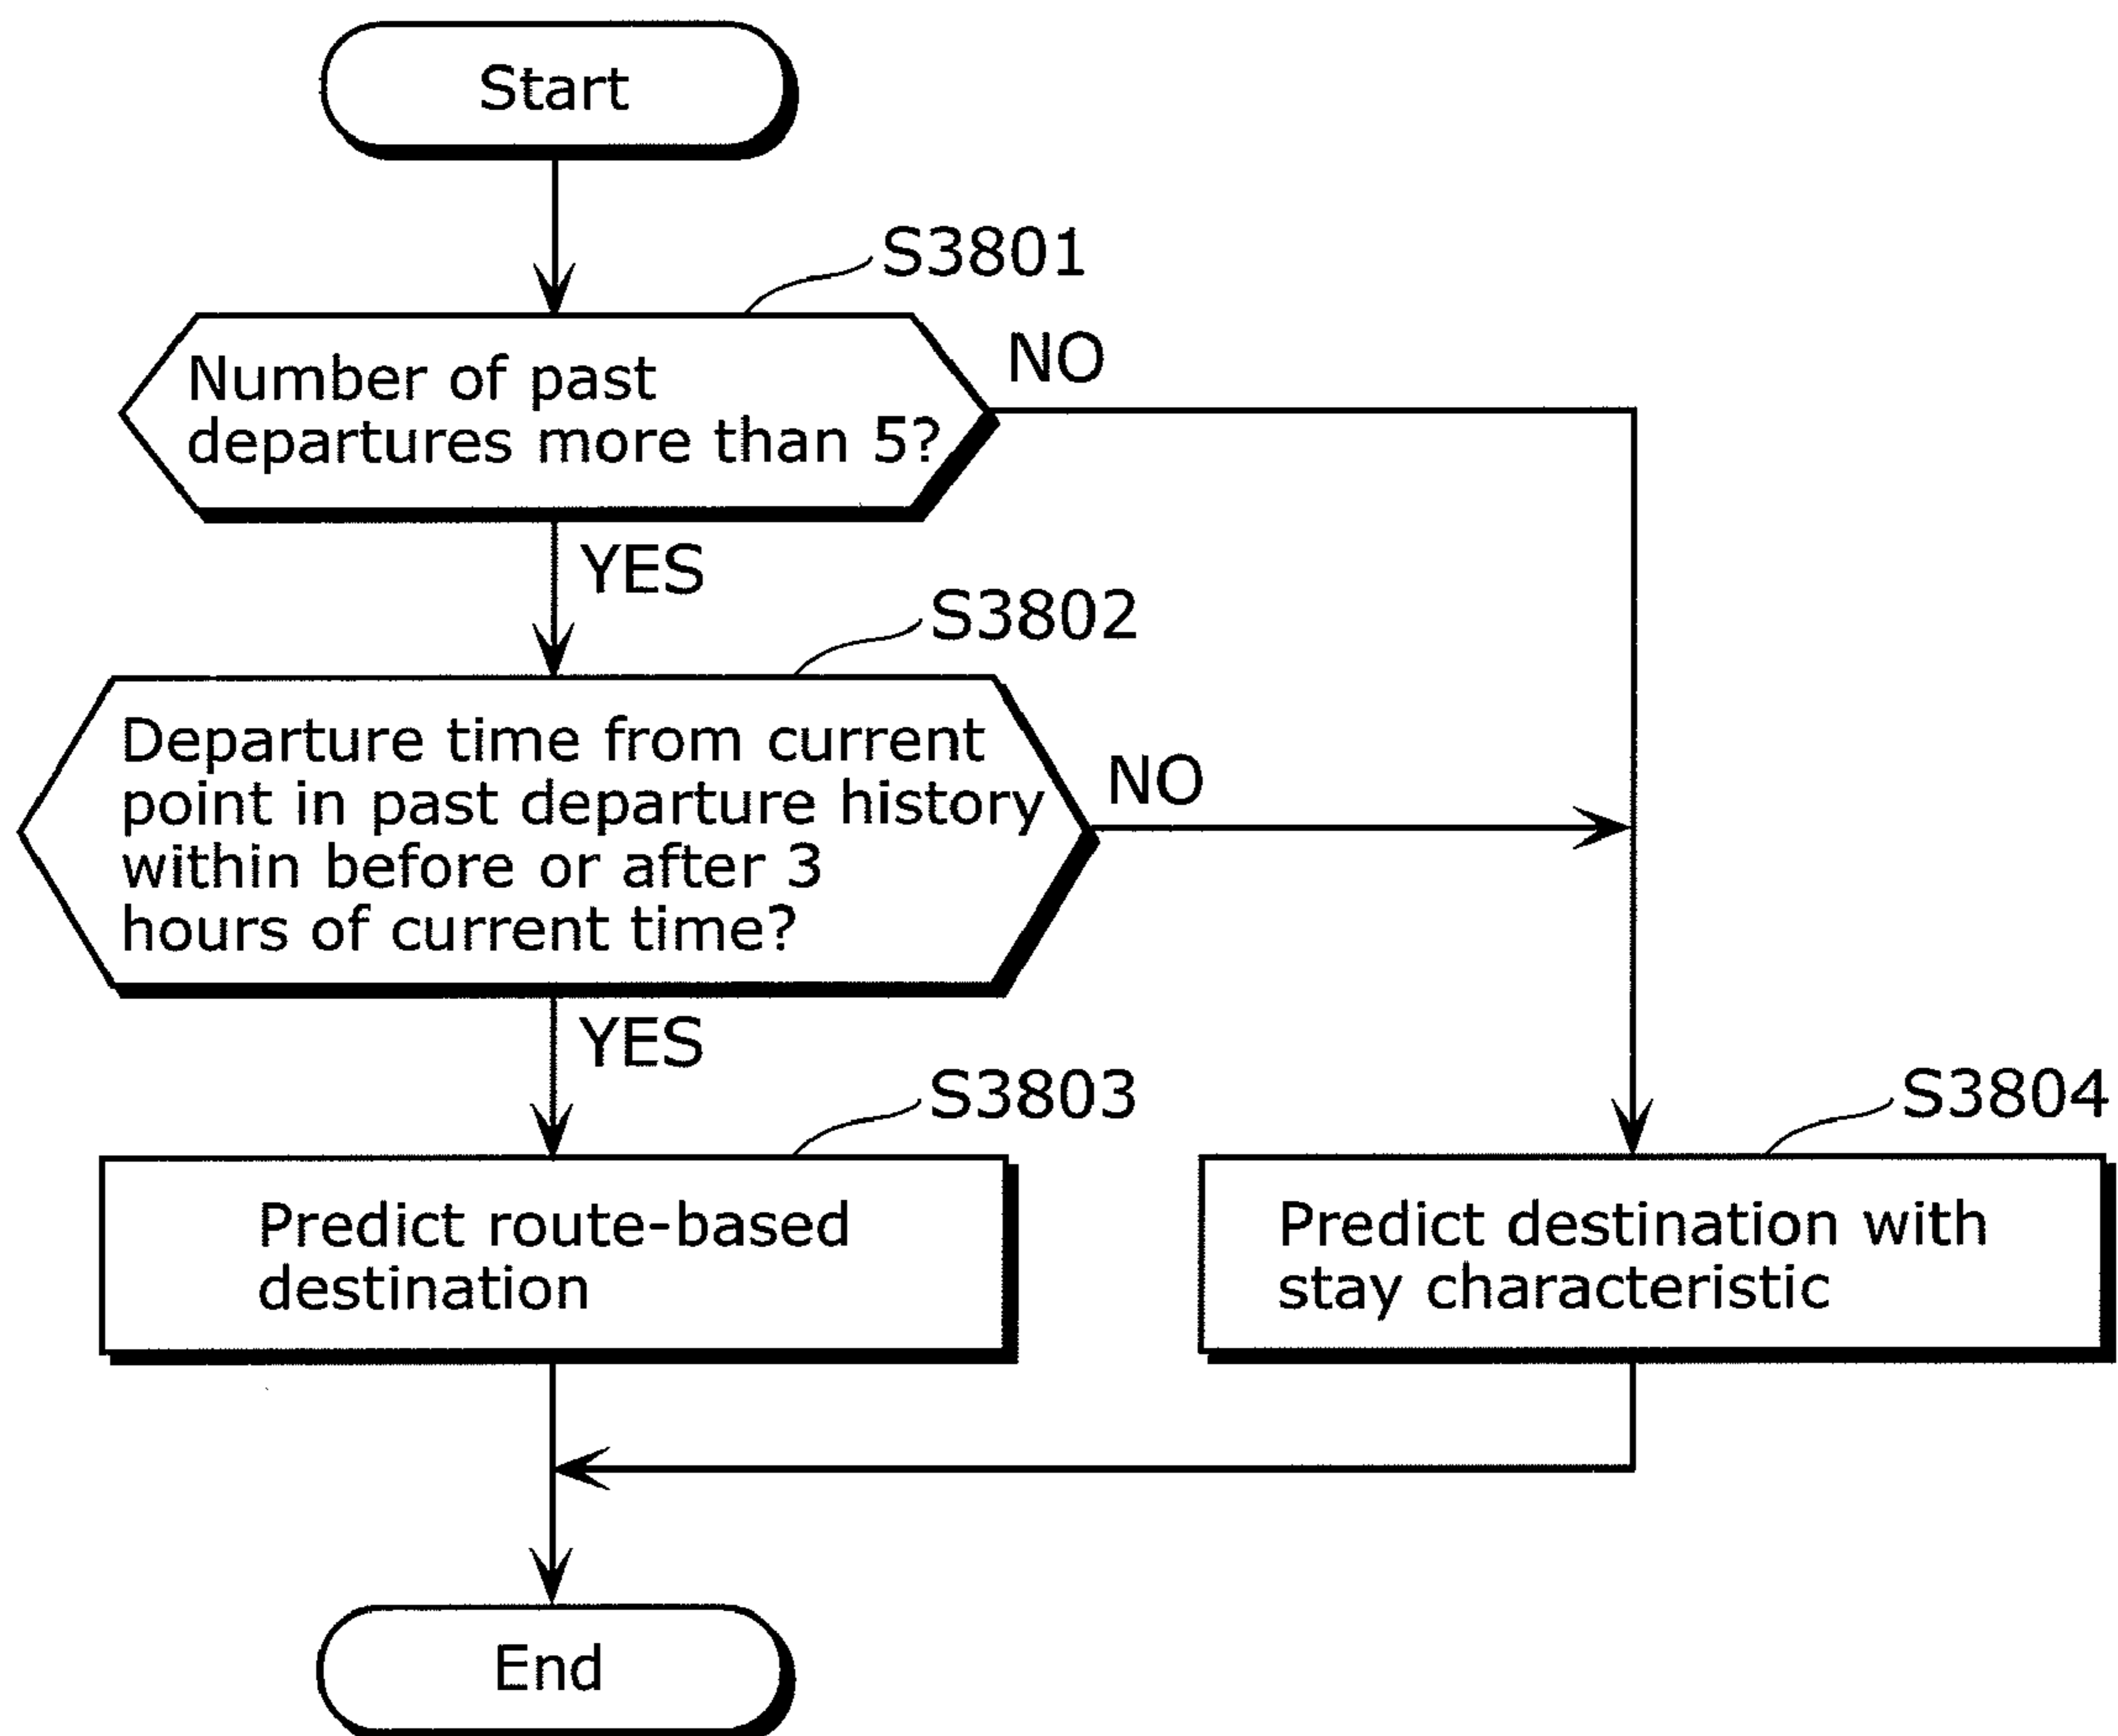 Start
S3801
Number of past
departures more than 5?
NO
YES
S3802
Departure time from current
point in past departure history
within before or after 3
hours of current time?
NO
YES
S3803
Predict route-based
destination
S3804
Predict destination with
stay characteristic
End